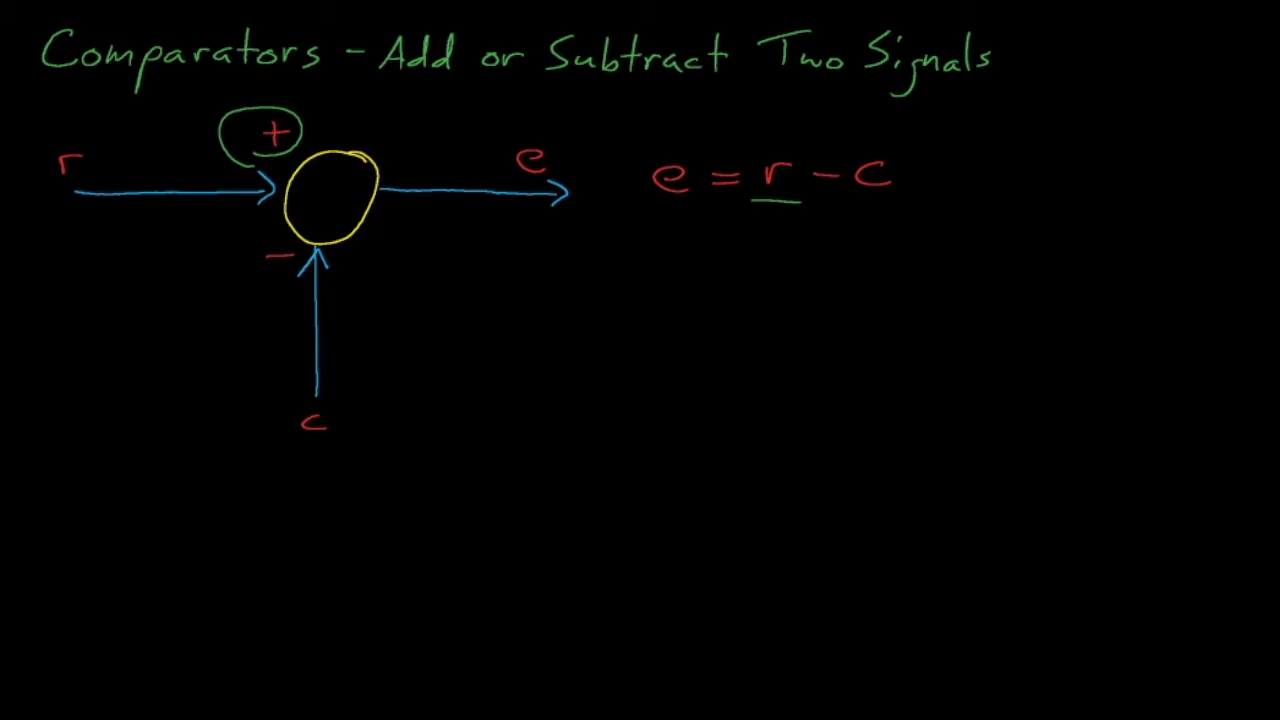 Comparators - Add or Subtract Two Signals
+
r
e
e = r - c
-
c